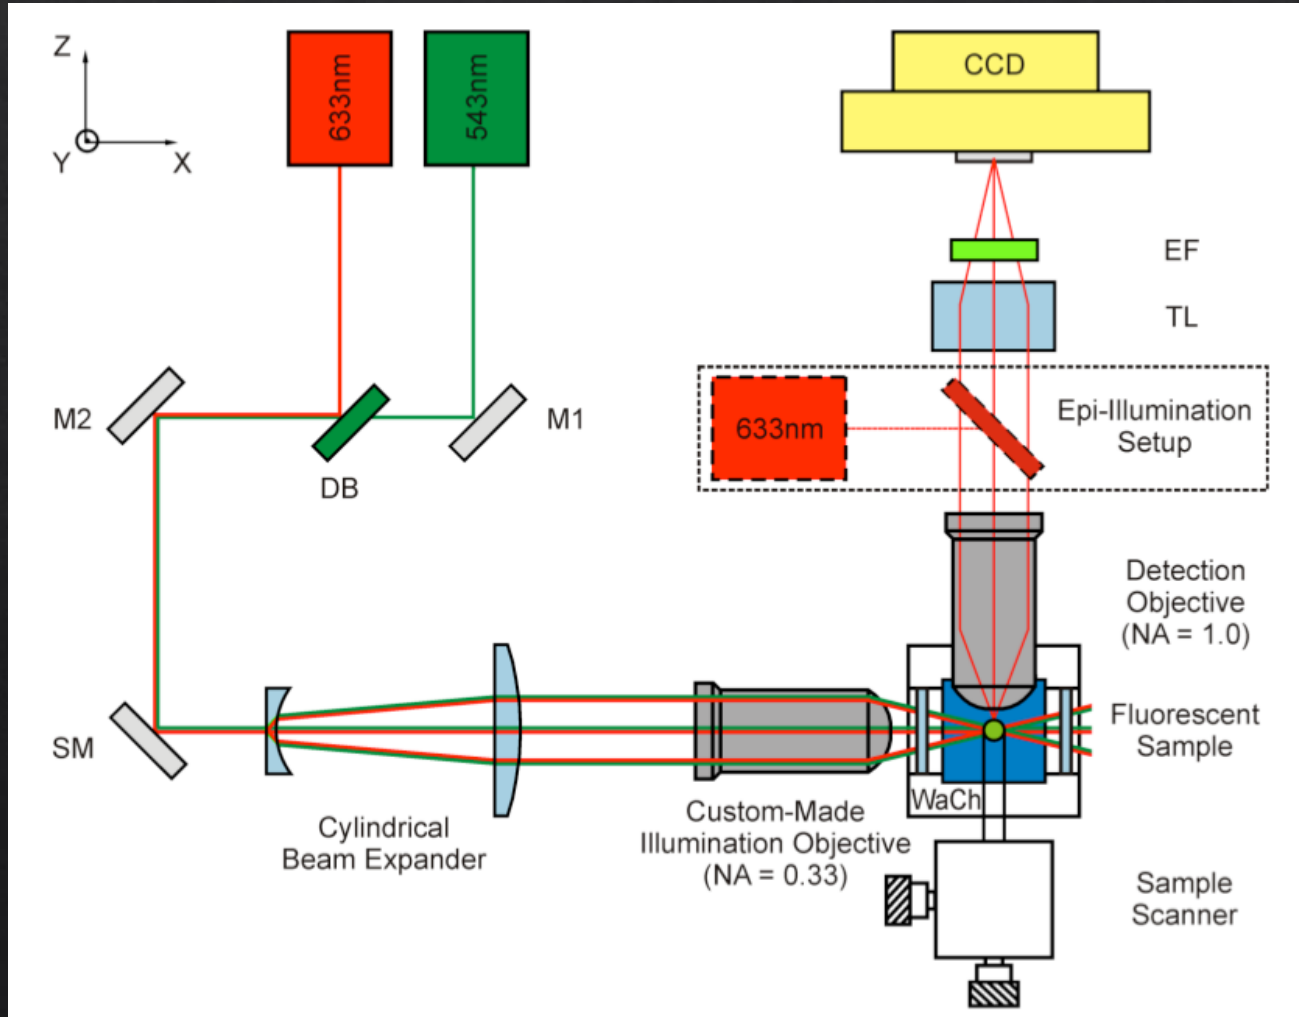 Z
Y
X
633nm
543nm
CCD
EF
TL
M2
M1
DB
633nm
Epi-Illumination
Setup
Detection
Objective
(NA = 1.0)
SM
Fluorescent
Sample
WaCh
Cylindrical
Beam Expander
Custom-Made
Illumination Objective
(NA = 0.33)
Sample
Scanner